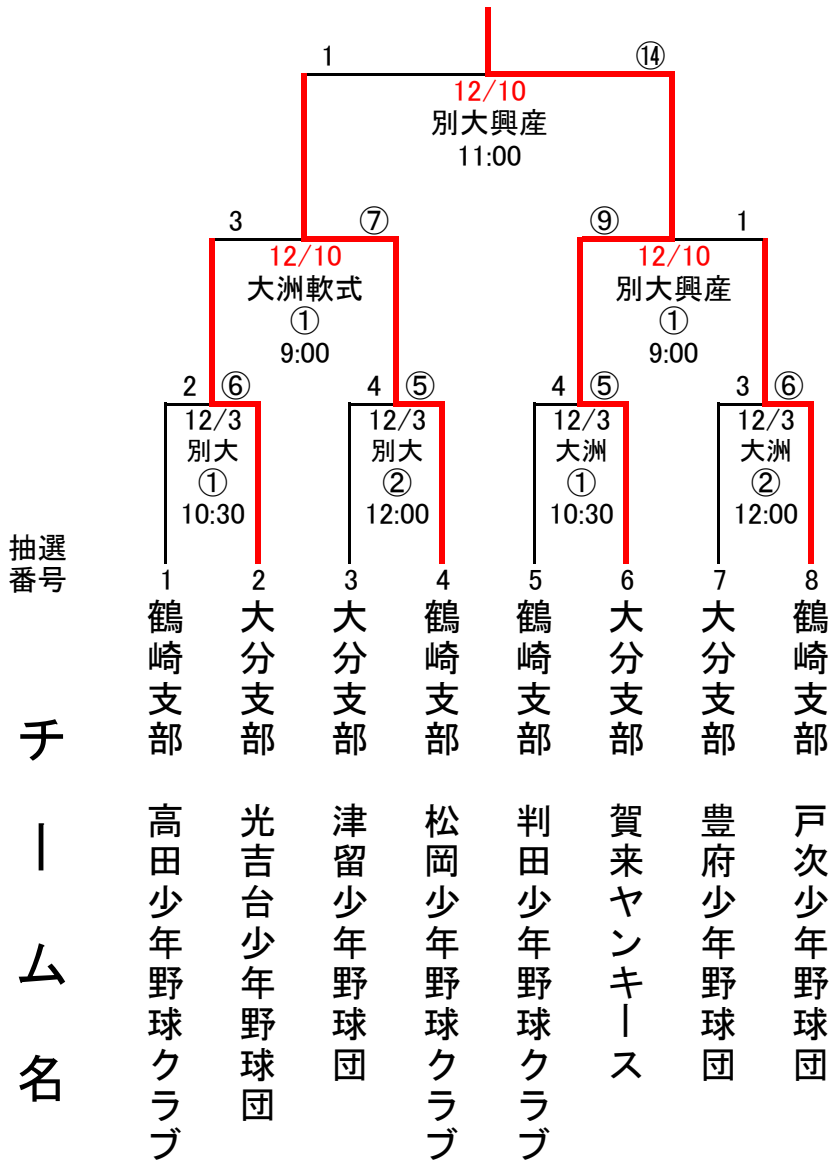 1 ⑭
12/10
別大興産
11:00
3 ⑦ ⑨ 1
12/10 12/10
大洲軟式 別大興産
① ①
9:00 9:00
2 ⑥ 4 ⑤ 4 ⑤ 3 ⑥
12/3 12/3 12/3 12/3
別大 別大 大洲 大洲
① ② ① ②
10:30 12:00 10:30 12:00
抽選
番号
1 2 3 4 5 6 7 8
チーム名
鶴崎支部 高田少年野球クラブ
大分支部 光吉台少年野球団
大分支部 津留少年野球団
鶴崎支部 松岡少年野球クラブ
鶴崎支部 判田少年野球クラブ
大分支部 賀来ヤンキース
大分支部 豊府少年野球団
鶴崎支部 戸次少年野球団